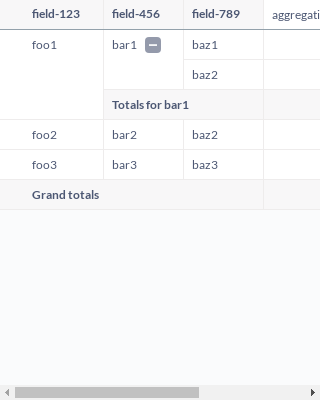 field-123 field-456 field-789 aggregati
foo1 bar1 baz1
baz2
Totals for bar1
foo2 bar2 baz2
foo3 bar3 baz3
Grand totals